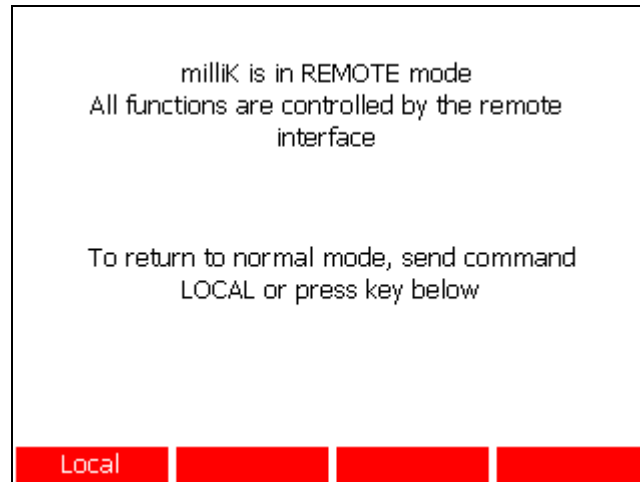 milliK is in REMOTE mode
All functions are controlled by the remote
interface
To return to normal mode, send command
LOCAL or press key below
Local